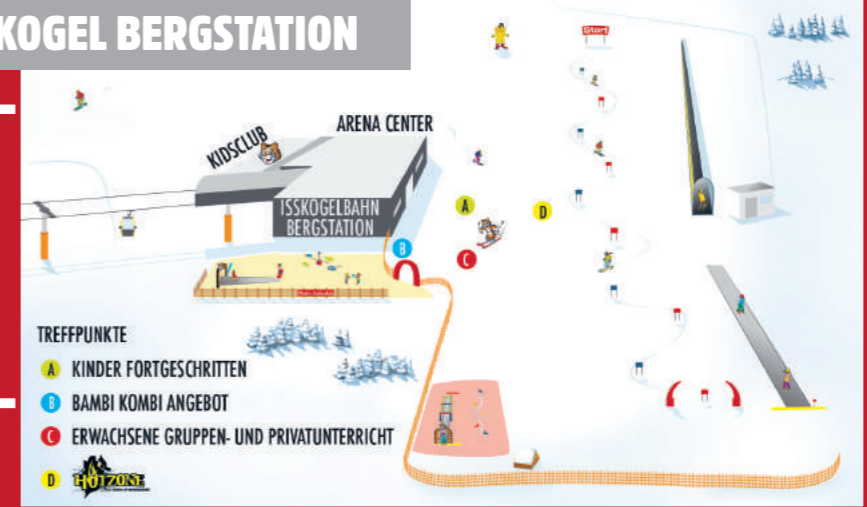 KOGEL BERGSTATION
Start
KIDSCLUB
ARENA CENTER
ISSKOGELBAHN
BERGSTATION
A
D
B
C
TREFFPUNKTE
A KINDER FORTGESCHRITTEN
B BAMBI KOMBI ANGEBOT
C ERWACHSENE GRUPPEN- UND PRIVATUNTERRICHT
D HOTZONE